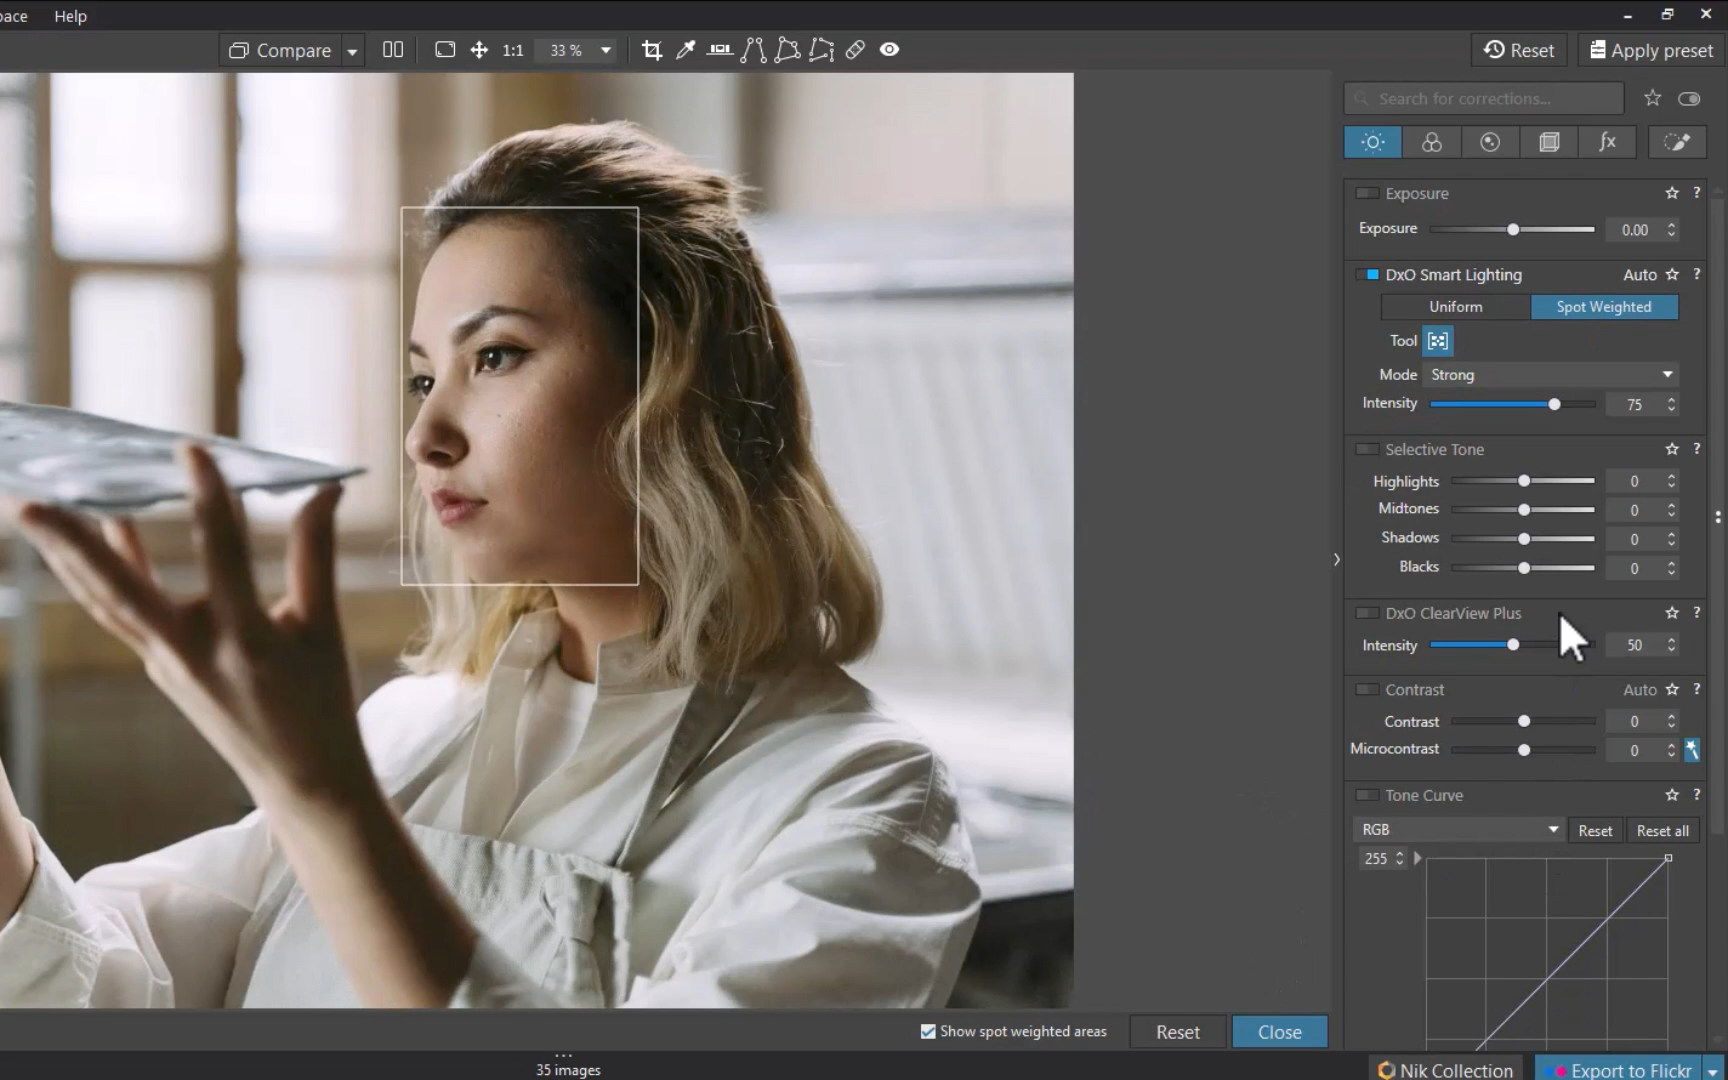 pace Help
Compare 1:1 33 % Reset Apply preset
Search for corrections...
fx
Exposure ?
Exposure 0.00
DxO Smart Lighting Auto ?
Uniform Spot Weighted
Tool
Mode Strong
Intensity 75
Selective Tone ?
Highlights 0
Midtones 0
Shadows 0
Blacks 0
DxO ClearView Plus ?
Intensity 50
Contrast Auto ?
Contrast 0
Microcontrast 0
Tone Curve ?
RGB Reset Reset all
255
Show spot weighted areas Reset Close
35 images
Nik Collection Export to Flickr